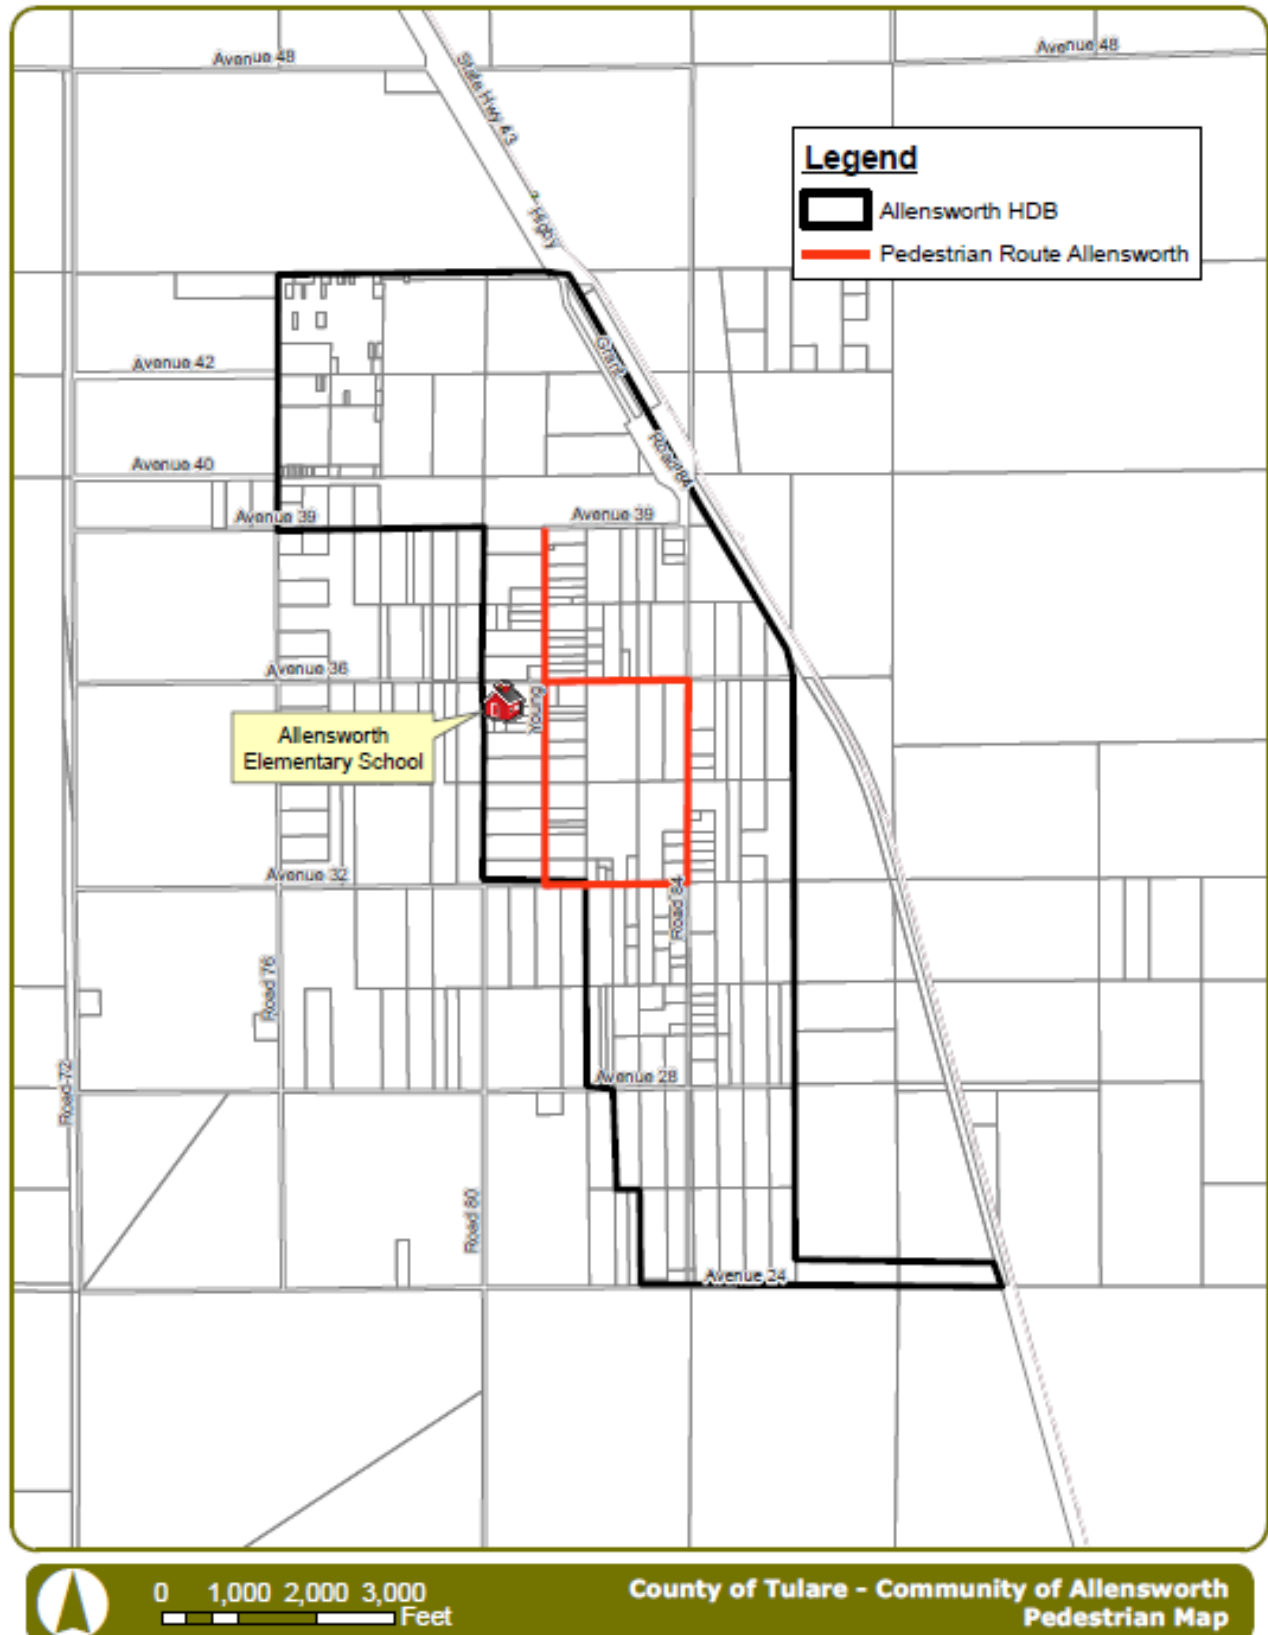 Avenue 48
Avenue 48
State Hwy 43
Legend
Allensworth HDB
Pedestrian Route Allensworth
Higby
Grant
Avenue 42
Road 84
Avenue 40
Avenue 39
Avenue 39
Avenue 36
Young
Allensworth
Elementary School
Avenue 32
Road 84
Road 76
Road 72
Avenue 28
Road 80
Avenue 24
0 1,000 2,000 3,000
Feet
County of Tulare - Community of Allensworth
Pedestrian Map